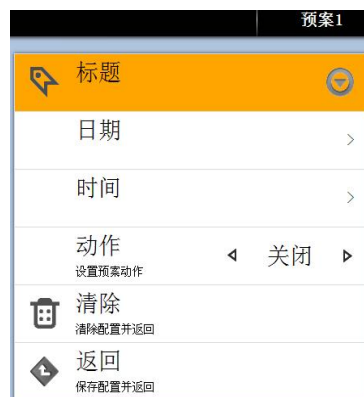 预案1
标题
日期
时间
动作
关闭
设置预案动作
清除
清除配置并返回
返回
保存配置并返回